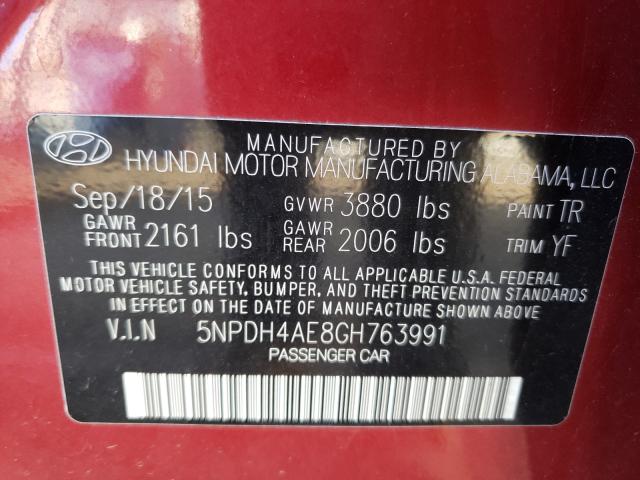 MANUFACTURED BY
HYUNDAI MOTOR MANUFACTURING ALABAMA, LLC
Sep/18/15 GVWR 3880 lbs PAINT TR
GAWR FRONT 2161 lbs GAWR REAR 2006 lbs TRIM YF
THIS VEHICLE CONFORMS TO ALL APPLICABLE U.S.A. FEDERAL
MOTOR VEHICLE SAFETY, BUMPER, AND THEFT PREVENTION STANDARDS
IN EFFECT ON THE DATE OF MANUFACTURE SHOWN ABOVE
V.I.N 5NPDH4AE8GH763991
PASSENGER CAR